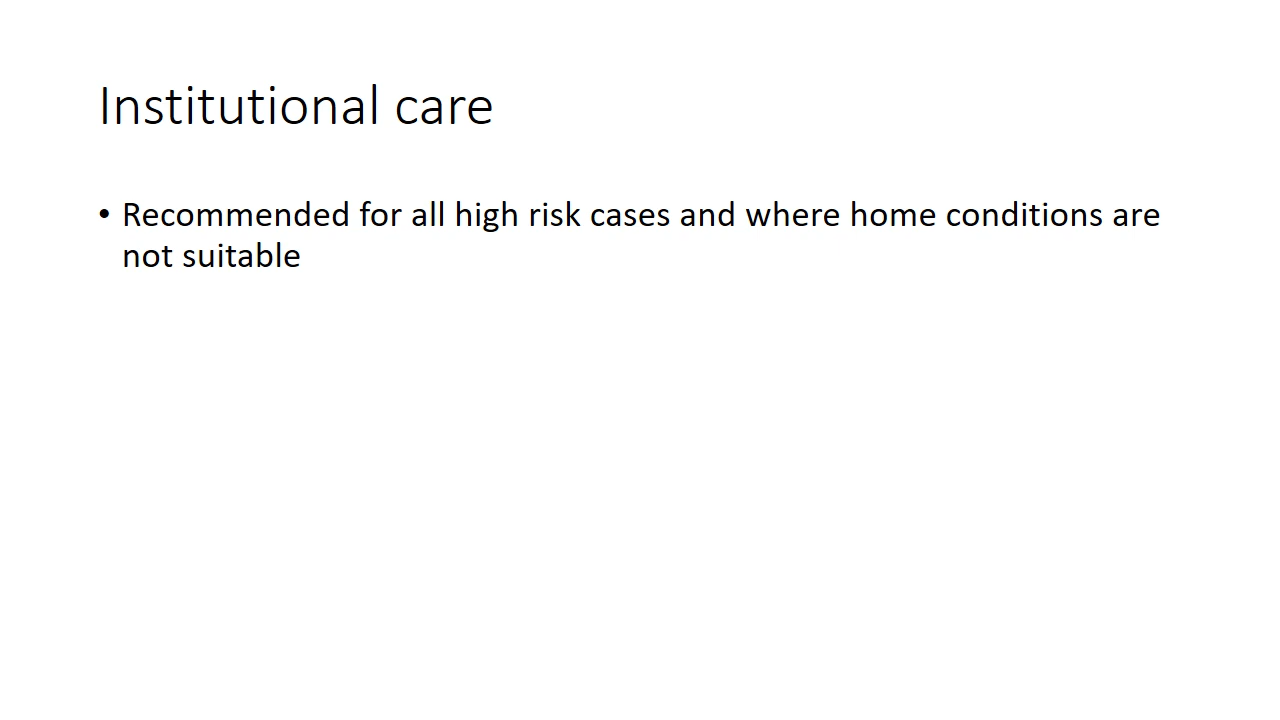 Institutional care
• Recommended for all high risk cases and where home conditions are
not suitable